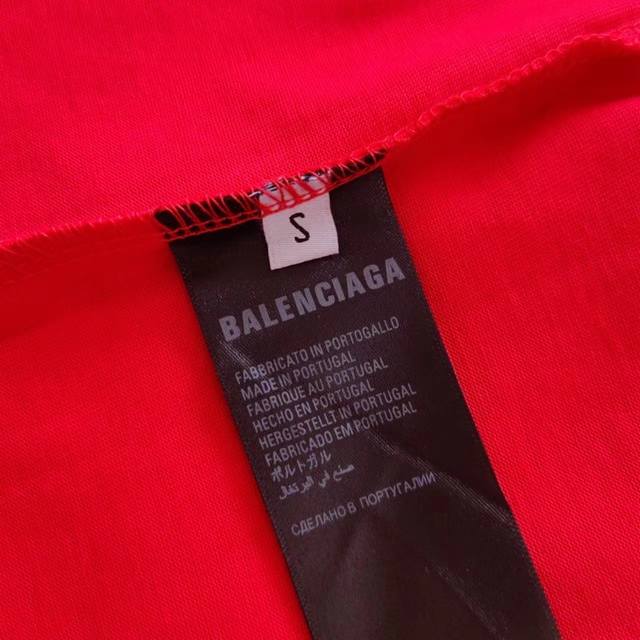 S
BALENCIAGA
FABBRICATO IN PORTOGALLO
MADE IN PORTUGAL
FABRIQUE AU PORTUGAL
HECHO EN PORTUGAL
HERGESTELLT IN PORTUGAL
FABRICADO EM PORTUGAL
ポルトガル
صنع في البرتغال
СДЕЛАНО В ПОРТУГАЛИИ